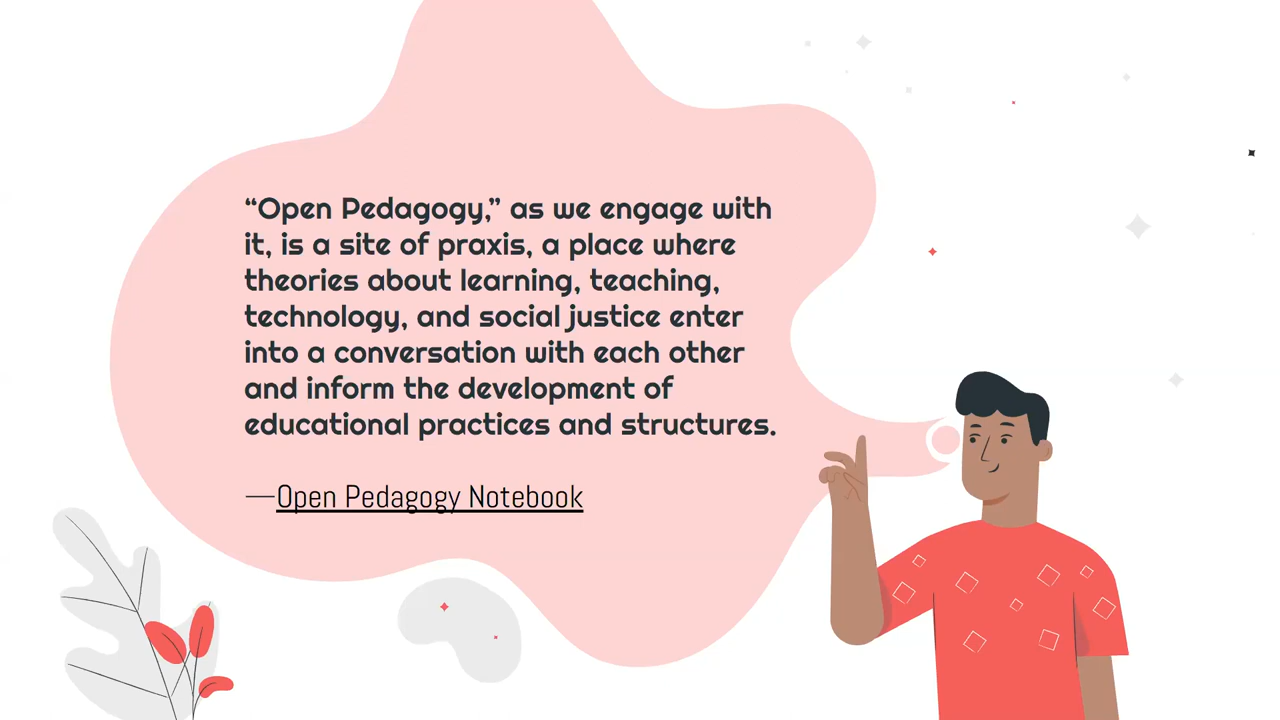 “Open Pedagogy,” as we engage with
it, is a site of praxis, a place where
theories about learning, teaching,
technology, and social justice enter
into a conversation with each other
and inform the development of
educational practices and structures.
—Open Pedagogy Notebook